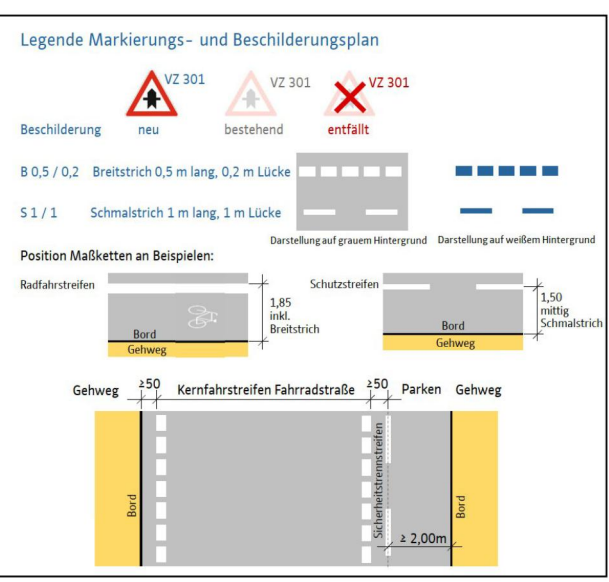 Legende Markierungs- und Beschilderungsplan
VZ 301 VZ 301 VZ 301
Beschilderung neu bestehend entfällt
B 0,5 / 0,2 Breitstrich 0,5 m lang, 0,2 m Lücke
S 1 / 1 Schmalstrich 1 m lang, 1 m Lücke
Darstellung auf grauem Hintergrund Darstellung auf weißem Hintergrund
Position Maßketten an Beispielen:
Radfahrstreifen
1,85
inkl.
Breitstrich
Bord
Gehweg
Schutzstreifen
1,50
mittig
Schmalstrich
Bord
Gehweg
Gehweg ≥50 Kernfahrstreifen Fahrradstraße ≥50 Parken Gehweg
Bord
Sicherheitstrennstreifen
Bord
≥ 2,00m